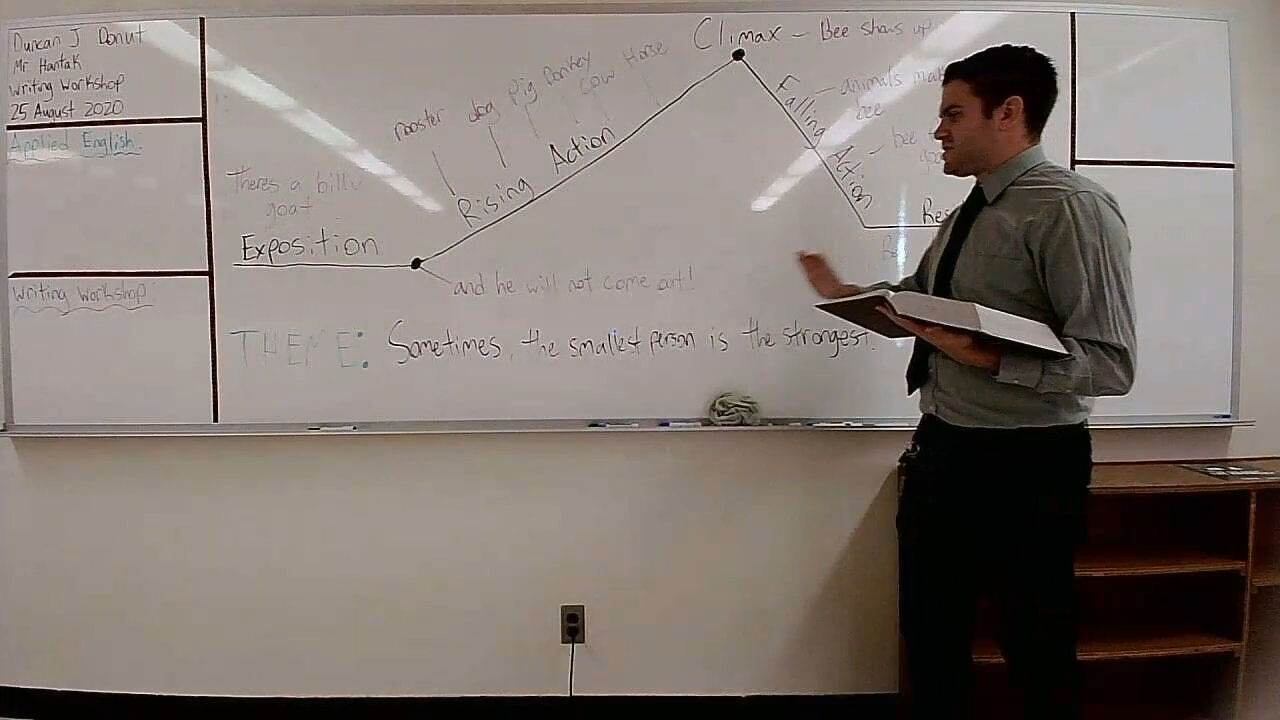 Duncan J Donut
Mr Hantak
Writing Workshop
25 August 2020
Applied English:
Writing Workshop:
Climax - Bee shows up
rooster
dog
pig
Donkey
cow
Horse
Rising Action
Falling Action
animals
bee
bee
Theres a billy
goat
Exposition
and he will not come out!
THEME: Sometimes, the smallest person is the strongest.